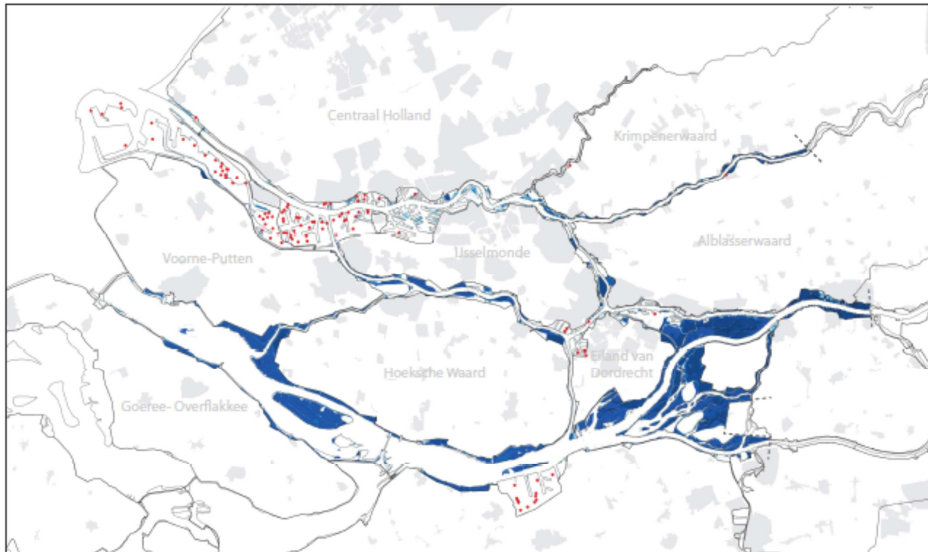 Centraal Holland
Krimpenerwaard
Alblasserwaard
IJsselmonde
Voorne-Putten
Eiland van
Dordrecht
Hoeksche Waard
Goeree- Overflakkee